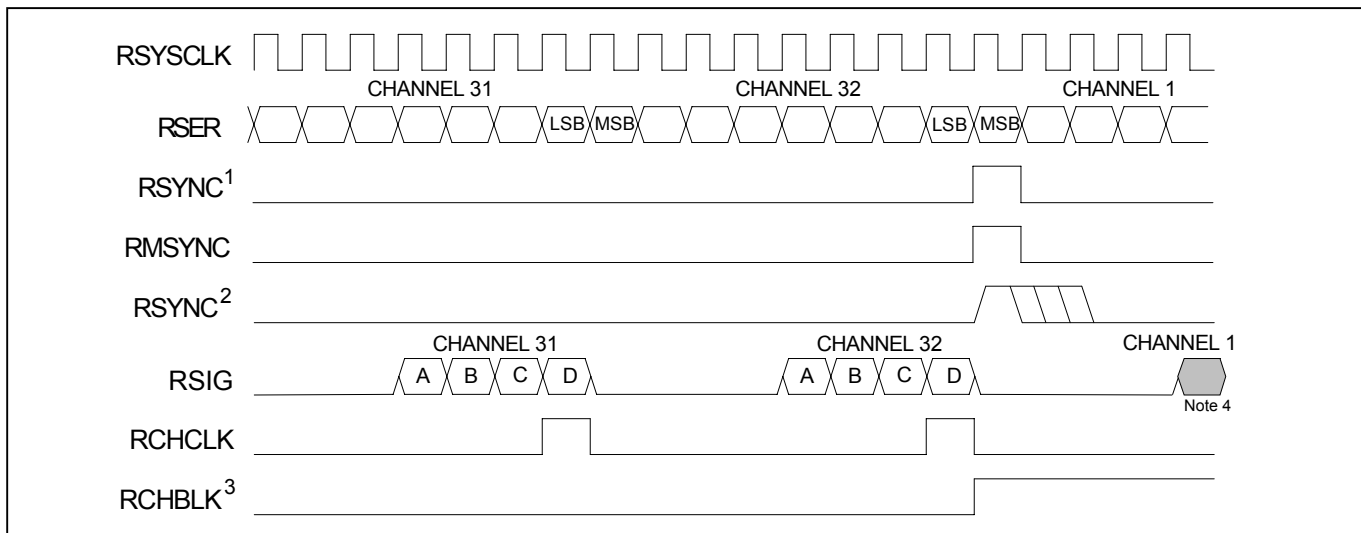 RSYSCLK
CHANNEL 31 CHANNEL 32 CHANNEL 1
RSER LSB MSB LSB MSB
RSYNC1
RMSYNC
RSYNC2
CHANNEL 31 CHANNEL 32 CHANNEL 1
RSIG A B C D A B C D
Note 4
RCHCLK
RCHBLK3